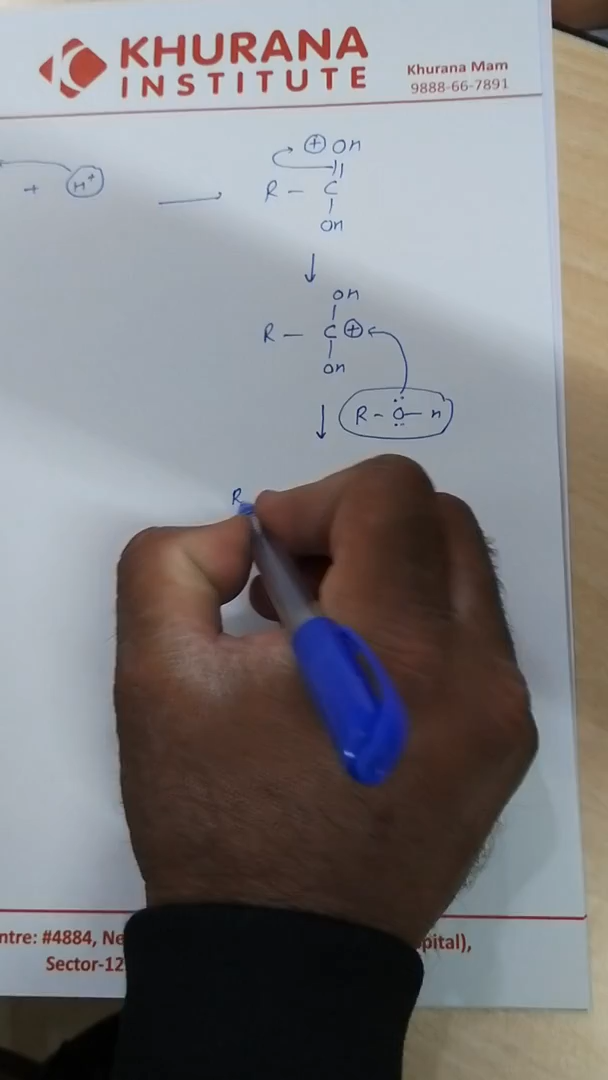 KHURANA
INSTITUTE
Khurana Mam
9888-66-7891
+ H+ ⟶
⊕ OH
||
R — C
|
OH
↓
OH
|
R — C ⊕
|
OH
↓ R - O — H
R
ntre: #4884, Ne pital),
Sector-12